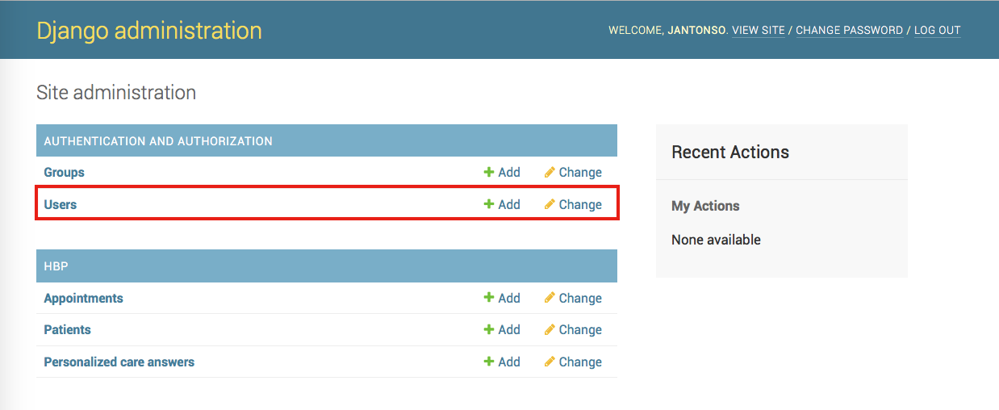 Django administration
WELCOME, JANTONSO. VIEW SITE / CHANGE PASSWORD / LOG OUT
Site administration
AUTHENTICATION AND AUTHORIZATION
Groups Add Change
Users Add Change
HBP
Appointments Add Change
Patients Add Change
Personalized care answers Add Change
Recent Actions
My Actions
None available